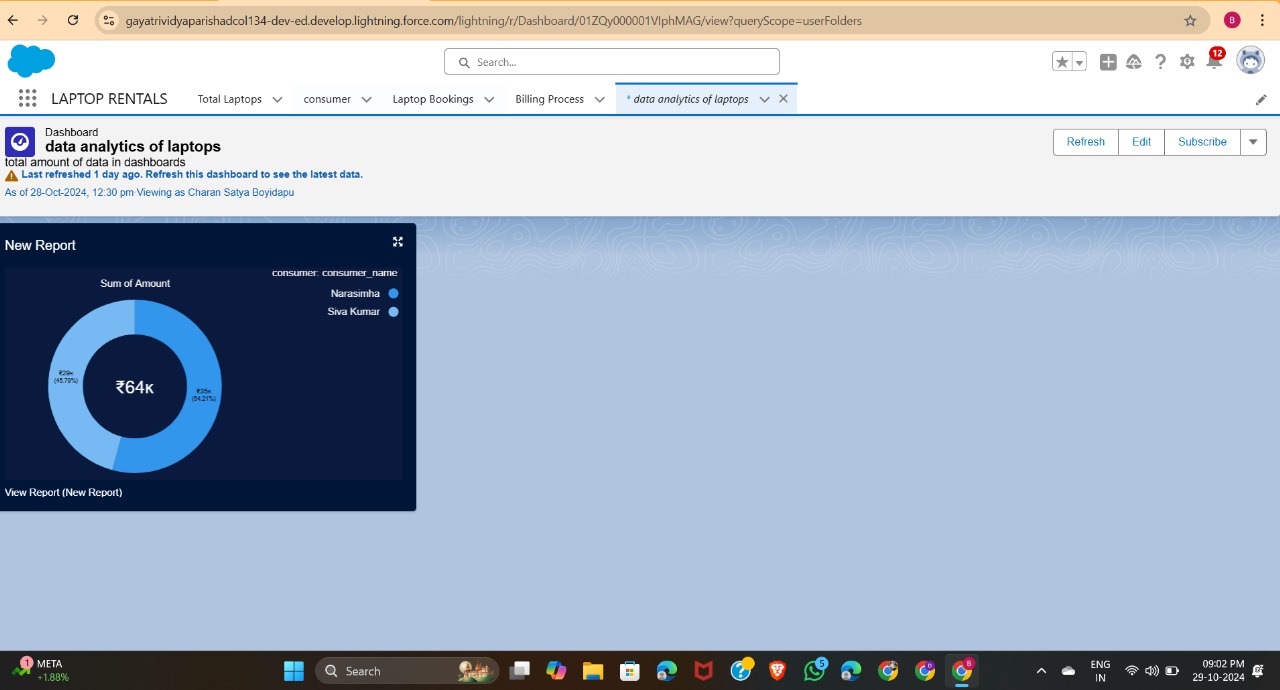 gayatrividyaparishadcol134-dev-ed.develop.lightning.force.com/lightning/r/Dashboard/01ZQy000001VlphMAG/view?queryScope=userFolders
B
Search...
12
LAPTOP RENTALS
Total Laptops
consumer
Laptop Bookings
Billing Process
* data analytics of laptops
Dashboard
data analytics of laptops
total amount of data in dashboards
Last refreshed 1 day ago. Refresh this dashboard to see the latest data.
As of 28-Oct-2024, 12:30 pm Viewing as Charan Satya Boyidapu
Refresh
Edit
Subscribe
New Report
Sum of Amount
consumer: consumer_name
Narasimha
Siva Kumar
₹29K
(45.79%)
₹64K
₹35K
(54.21%)
View Report (New Report)
1
META
+1.88%
Search
5
B
ENG
IN
09:02 PM
29-10-2024